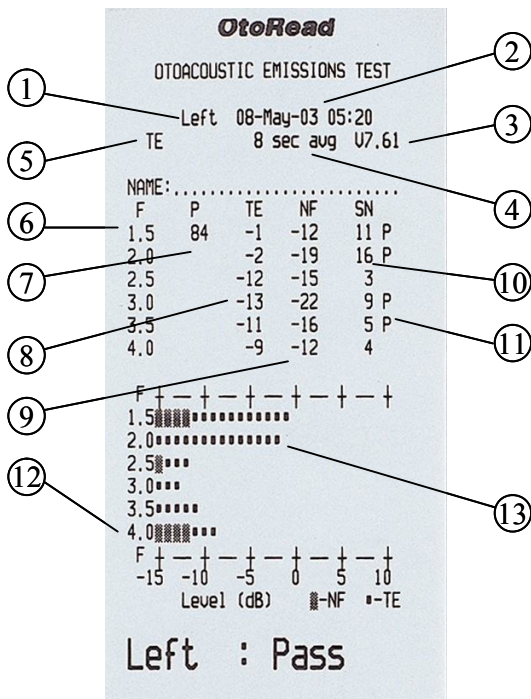 OtoRead
OTOACOUSTIC EMISSIONS TEST
① ②
Left 08-May-03 05:20
⑤ TE 8 sec avg V7.61 ③
④
NAME:..............................
⑥ F P TE NF SN
1.5 84 -1 -12 11 P
⑦ 2.0 -2 -19 16 P
2.5 -12 -15 3 ⑩
3.0 -13 -22 9 P
⑧ 3.5 -11 -16 5 P ⑪
4.0 -9 -12 4
⑨ F
1.5
2.0
2.5
⑫ 3.0 ⑬
3.5
4.0
F
-15 -10 -5 0 5 10
Level (dB) -NF -TE
Left : Pass